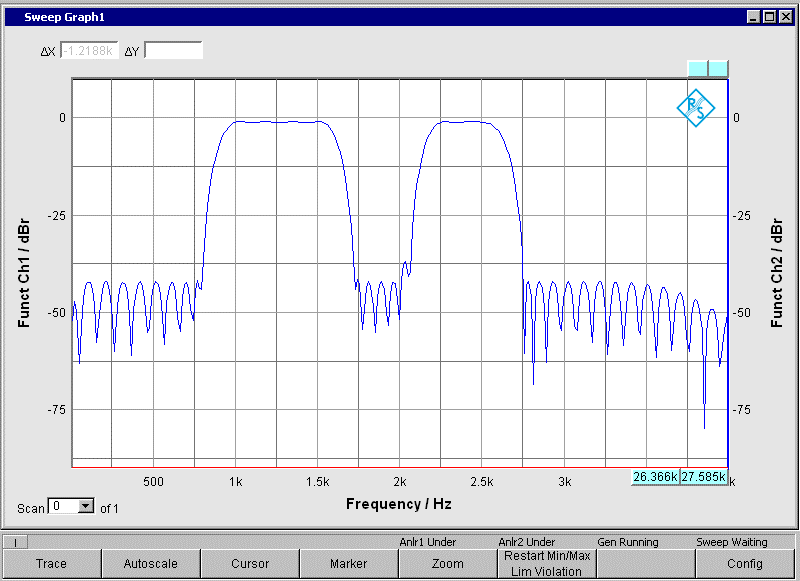 Sweep Graph1
ΔX -1.2188k ΔY
R S
0 0
-25 -25
-50 -50
-75 -75
Funct Ch1 / dBr
Funct Ch2 / dBr
26.366k 27.585k
500 1k 1.5k 2k 2.5k 3k k
Frequency / Hz
Scan 0 of 1
Anlr1 Under Anlr2 Under Gen Running Sweep Waiting
Trace Autoscale Cursor Marker Zoom Restart Min/Max Config
Lim Violation